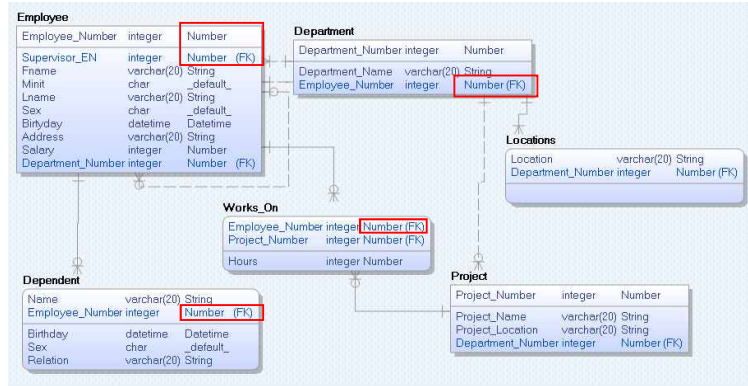 Employee
Employee_Number integer Number
Supervisor_EN integer Number (FK)
Fname varchar(20) String
Minit char _default_
Lname varchar(20) String
Sex char _default_
Birtyday datetime Datetime
Address varchar(20) String
Salary integer Number
Department_Number integer Number (FK)
Department
Department_Number integer Number
Department_Name varchar(20) String
Employee_Number integer Number (FK)
Locations
Location varchar(20) String
Department_Number integer Number (FK)
Works_On
Employee_Number integer Number (FK)
Project_Number integer Number (FK)
Hours integer Number
Dependent
Name varchar(20) String
Employee_Number integer Number (FK)
Birthday datetime Datetime
Sex char _default_
Relation varchar(20) String
Project
Project_Number integer Number
Project_Name varchar(20) String
Project_Location varchar(20) String
Department_Number integer Number (FK)